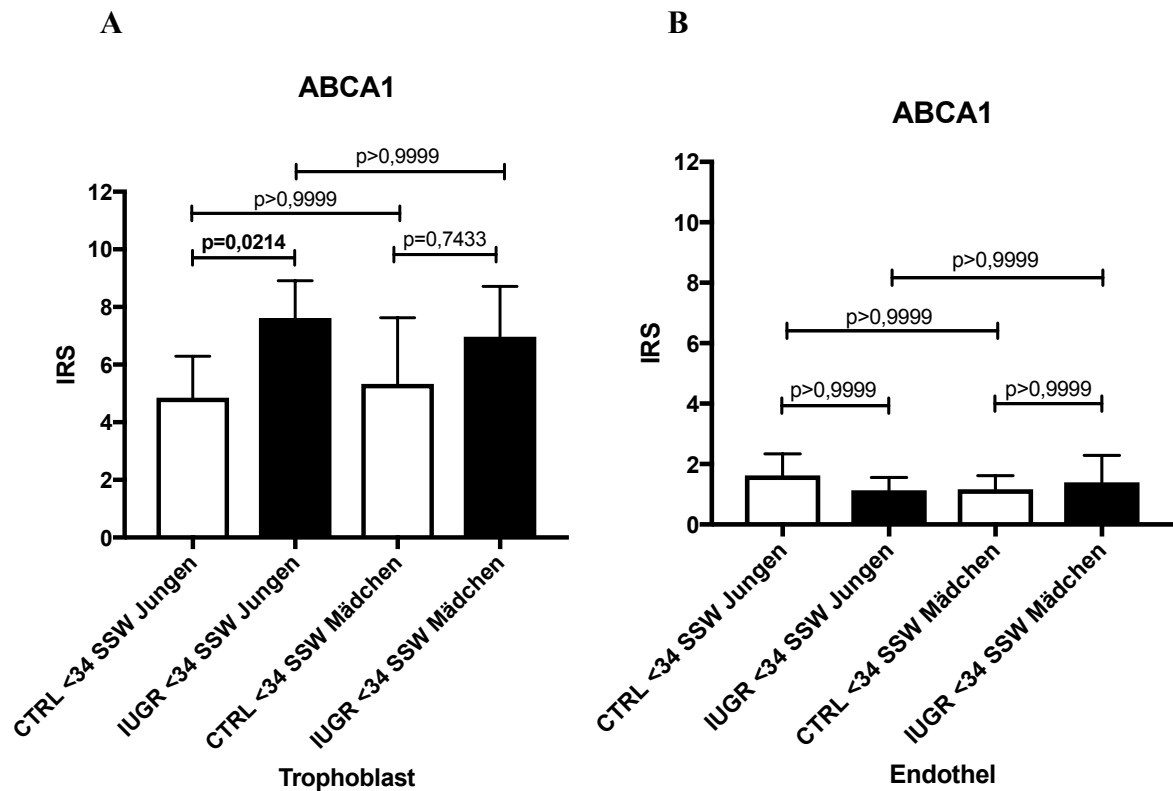 A
ABCA1
p>0,9999
p>0,9999
p=0,0214
p=0,7433
12
10
8
6
4
2
0
IRS
CTRL <34 SSW Jungen
IUGR <34 SSW Jungen
CTRL <34 SSW Mädchen
IUGR <34 SSW Mädchen
Trophoblast
B
ABCA1
12
10
8
6
4
2
0
IRS
p>0,9999
p>0,9999
p>0,9999
p>0,9999
CTRL <34 SSW Jungen
IUGR <34 SSW Jungen
CTRL <34 SSW Mädchen
IUGR <34 SSW Mädchen
Endothel